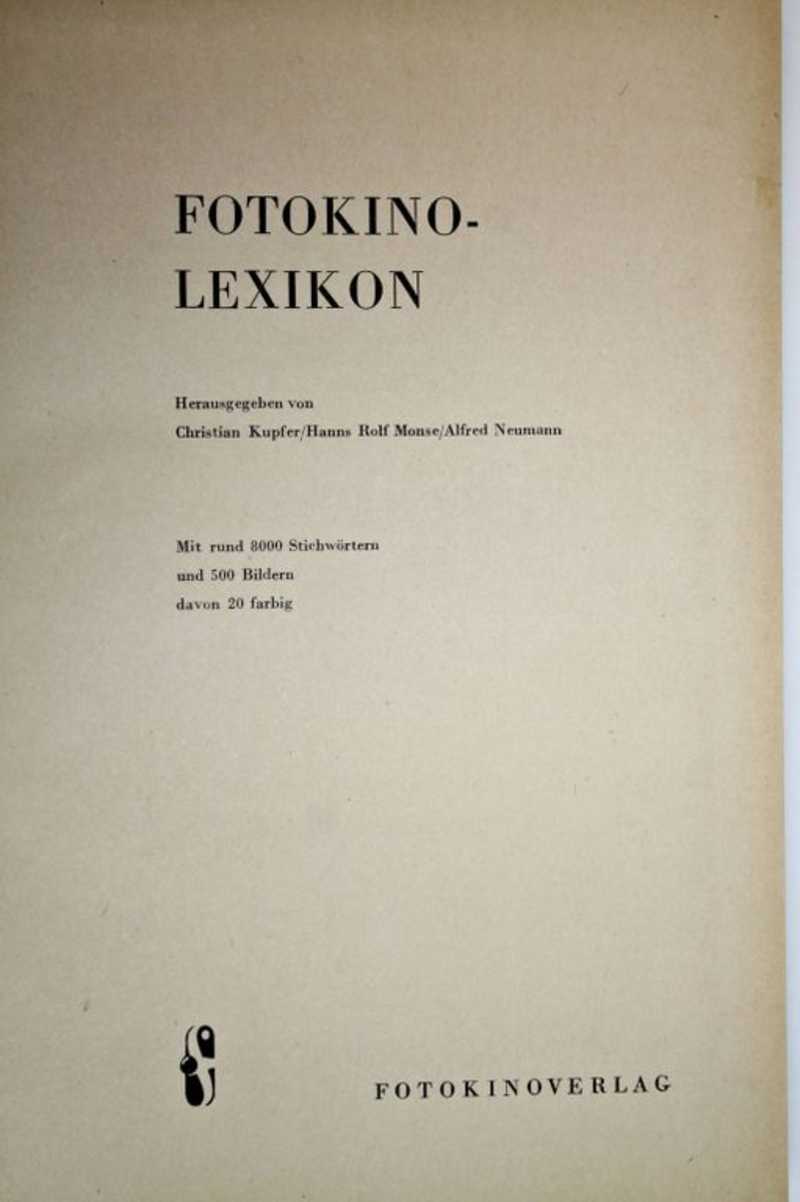 FOTOKINO-
LEXIKON
Herausgegeben von
Christian Kupfer/Hanns Rolf Monse/Alfred Neumann
Mit rund 8000 Stichwörtern
und 500 Bildern
davon 20 farbig
FOTOKINOVERLAG